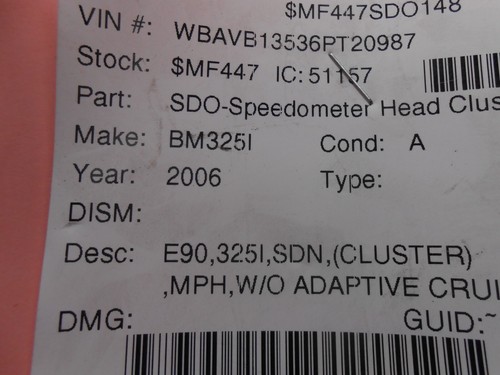 $MF447SDO148
VIN #: WBAVB13536PT20987
Stock: $MF447 IC: 51157
Part: SDO-Speedometer Head Clus
Make: BM325I Cond: A
Year: 2006 Type:
DISM:
Desc: E90,325I,SDN,(CLUSTER)
,MPH,W/O ADAPTIVE CRUI
DMG: GUID:~